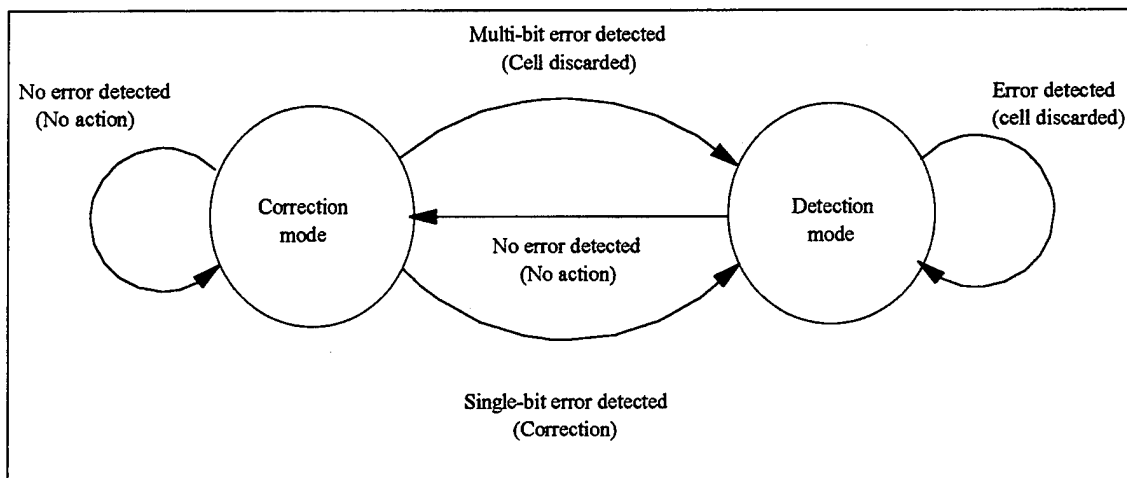 Multi-bit error detected
(Cell discarded)
No error detected
(No action)
Error detected
(cell discarded)
Correction
mode
Detection
mode
No error detected
(No action)
Single-bit error detected
(Correction)